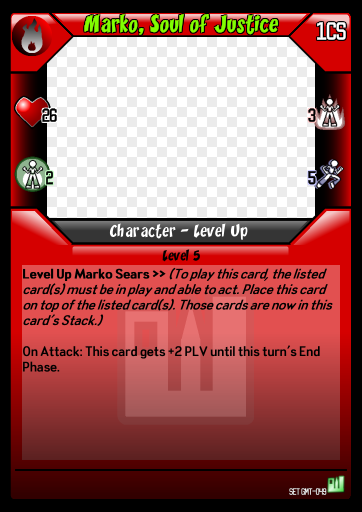 Marko, Soul of Justice
1CS
26
3
2
5
Character - Level Up
Level 5
Level Up Marko Sears >> (To play this card, the listed
card(s) must be in play and able to act. Place this card
on top of the listed card(s). Those cards are now in this
card's Stack.)
On Attack: This card gets +2 PLV until this turn's End
Phase.
SET GMT-049